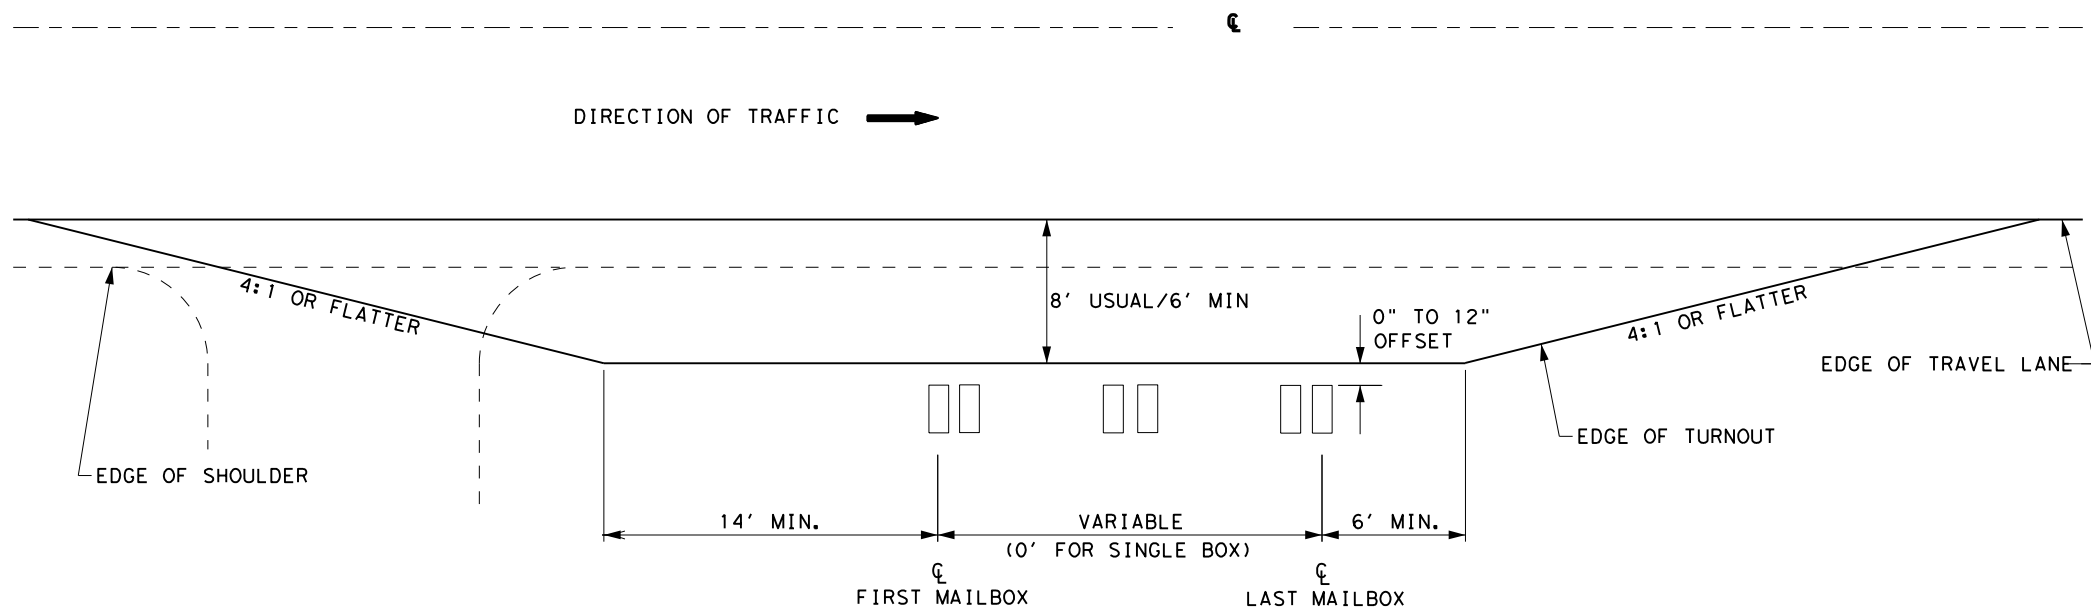 ℄
DIRECTION OF TRAFFIC
4:1 OR FLATTER
8' USUAL/6' MIN
0" TO 12"
OFFSET
4:1 OR FLATTER
EDGE OF TRAVEL LANE
EDGE OF TURNOUT
EDGE OF SHOULDER
14' MIN.
VARIABLE
(0' FOR SINGLE BOX)
6' MIN.
℄
FIRST MAILBOX
℄
LAST MAILBOX